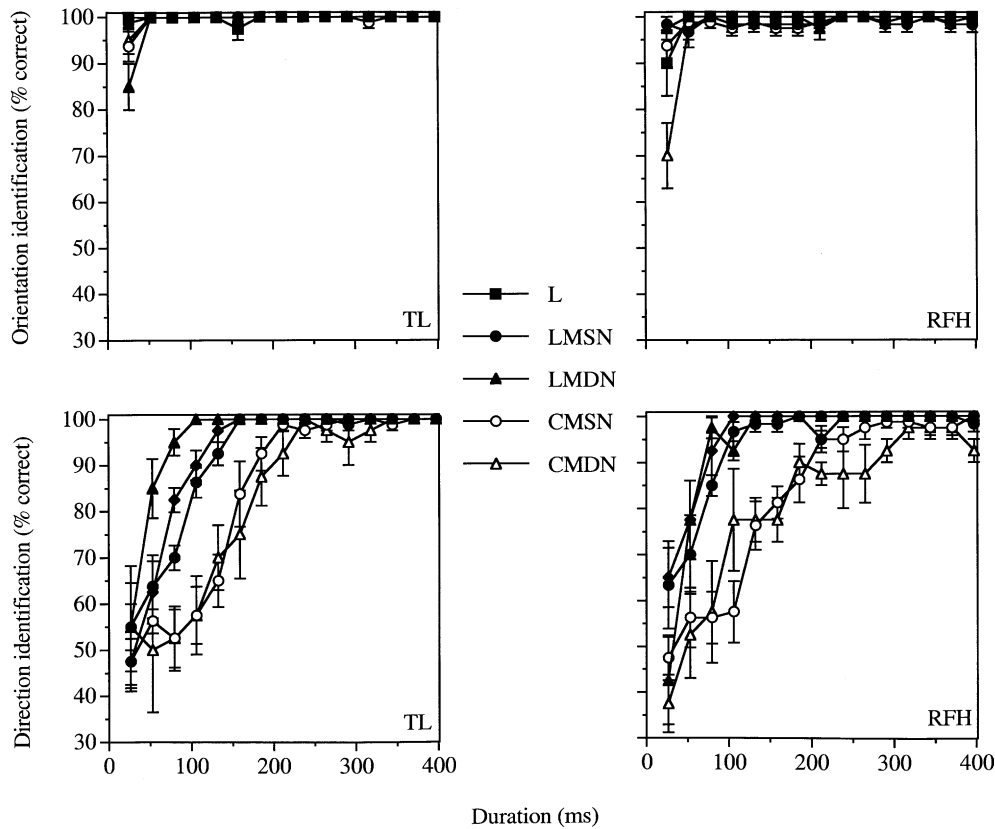 Orientation identification (% correct)
100
90
80
70
60
50
40
30
TL
RFH
L
LMSN
LMDN
CMSN
CMDN
Direction identification (% correct)
100
90
80
70
60
50
40
30
TL
RFH
0 100 200 300 400
0 100 200 300 400
Duration (ms)